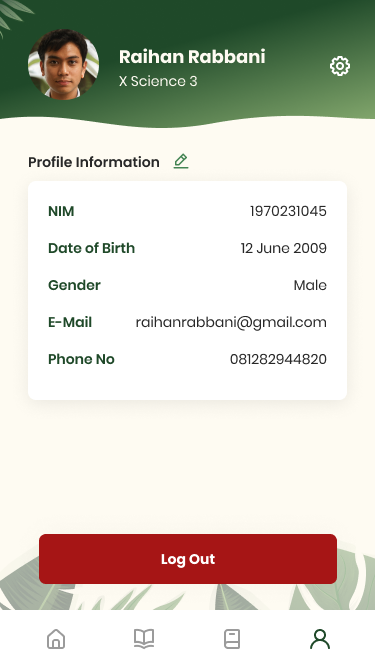 Raihan Rabbani
X Science 3
Profile Information
NIM 1970231045
Date of Birth 12 June 2009
Gender Male
E-Mail raihanrabbani@gmail.com
Phone No 081282944820
Log Out